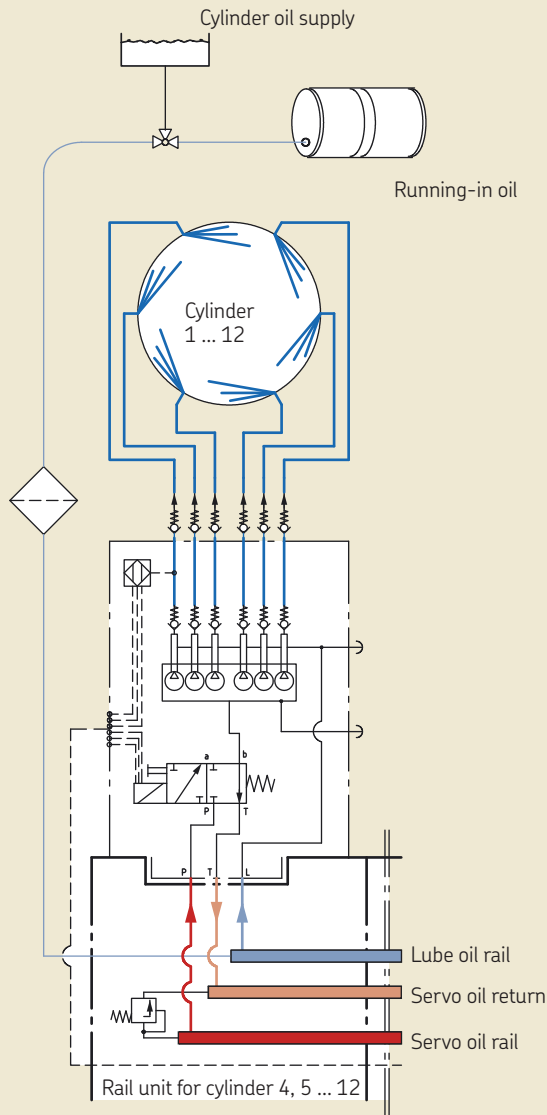 Cylinder oil supply
Running-in oil
Cylinder
1 ... 12
a b
P T
P T L
Lube oil rail
Servo oil return
Servo oil rail
Rail unit for cylinder 4, 5 ... 12